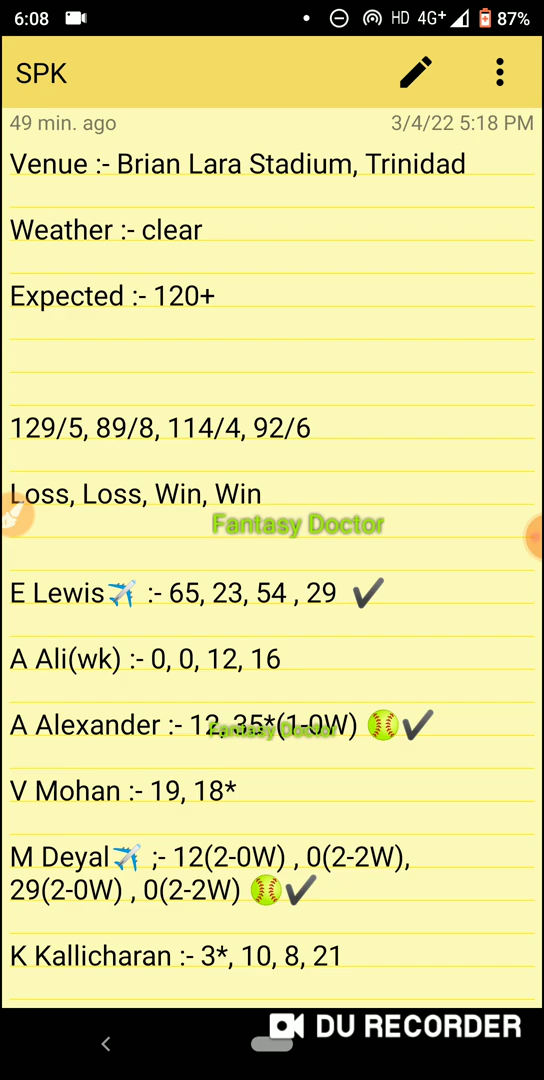 6:08 HD 4G+ 87%
SPK
49 min. ago 3/4/22 5:18 PM
Venue :- Brian Lara Stadium, Trinidad
Weather :- clear
Expected :- 120+
129/5, 89/8, 114/4, 92/6
Loss, Loss, Win, Win
Fantasy Doctor
E Lewis✈️ :- 65, 23, 54 , 29 ✔️
A Ali(wk) :- 0, 0, 12, 16
A Alexander :- 12, 35*(1-0W) 🥎✔️
Fantasy Doctor
V Mohan :- 19, 18*
M Deyal✈️ ;- 12(2-0W) , 0(2-2W),
29(2-0W) , 0(2-2W) 🥎✔️
K Kallicharan :- 3*, 10, 8, 21
DU RECORDER